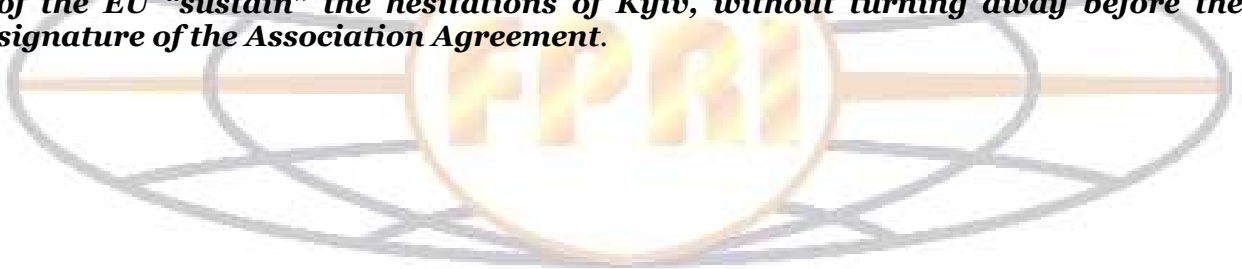 of the EU "sustain" the hesitations of Kyiv, without turning away before the
signature of the Association Agreement.
FPRI